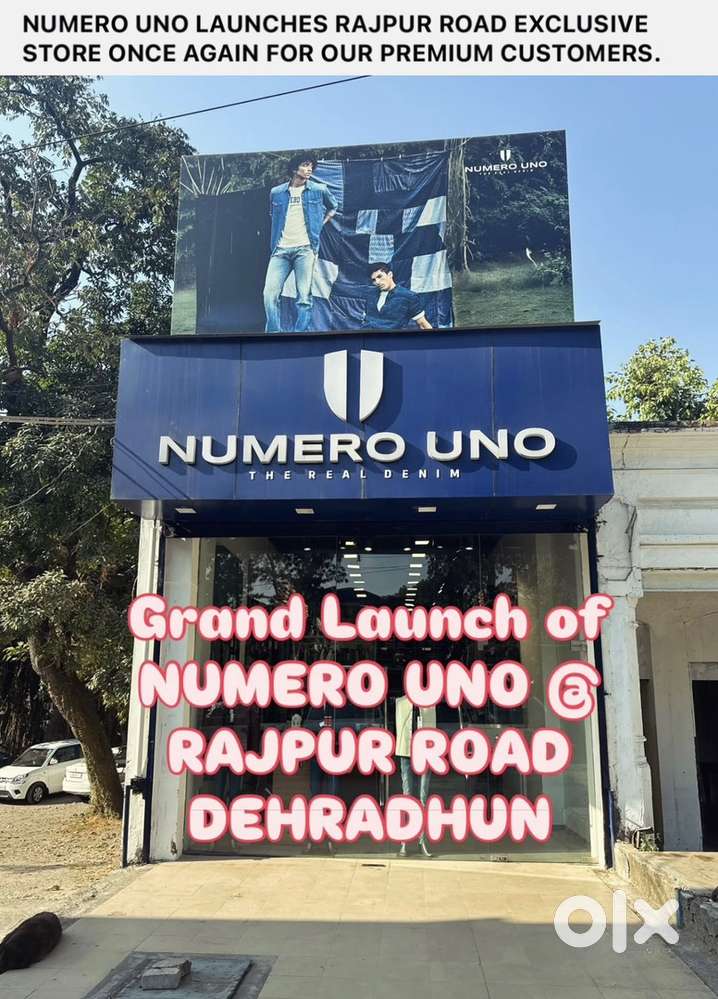 NUMERO UNO LAUNCHES RAJPUR ROAD EXCLUSIVE
STORE ONCE AGAIN FOR OUR PREMIUM CUSTOMERS.
NUMERO UNO
NUMERO UNO
THE REAL DENIM
Grand Launch of
NUMERO UNO @
RAJPUR ROAD
DEHRADHUN
olx